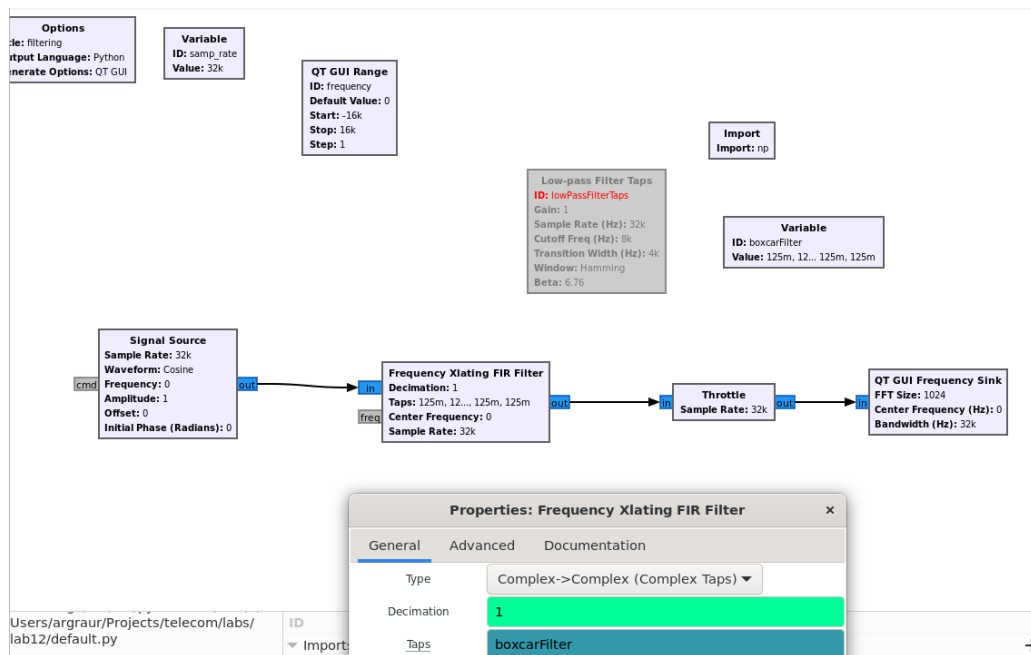 Options
tle: filtering
utput Language: Python
enerate Options: QT GUI
Variable
ID: samp_rate
Value: 32k
QT GUI Range
ID: frequency
Default Value: 0
Start: -16k
Stop: 16k
Step: 1
Import
Import: np
Low-pass Filter Taps
ID: lowPassFilterTaps
Gain: 1
Sample Rate (Hz): 32k
Cutoff Freq (Hz): 8k
Transition Width (Hz): 4k
Window: Hamming
Beta: 6.76
Variable
ID: boxcarFilter
Value: 125m, 12... 125m, 125m
Signal Source
Sample Rate: 32k
Waveform: Cosine
Frequency: 0
Amplitude: 1
Offset: 0
Initial Phase (Radians): 0
cmd
out
Frequency Xlating FIR Filter
Decimation: 1
Taps: 125m, 12..., 125m, 125m
Center Frequency: 0
Sample Rate: 32k
in
freq
out
Throttle
Sample Rate: 32k
in
out
QT GUI Frequency Sink
FFT Size: 1024
Center Frequency (Hz): 0
Bandwidth (Hz): 32k
in
Properties: Frequency Xlating FIR Filter
×
General
Advanced
Documentation
Type
Complex->Complex (Complex Taps)
Decimation
1
Taps
boxcarFilter
Users/argraur/Projects/telecom/labs/
lab12/default.py
ID
Imports